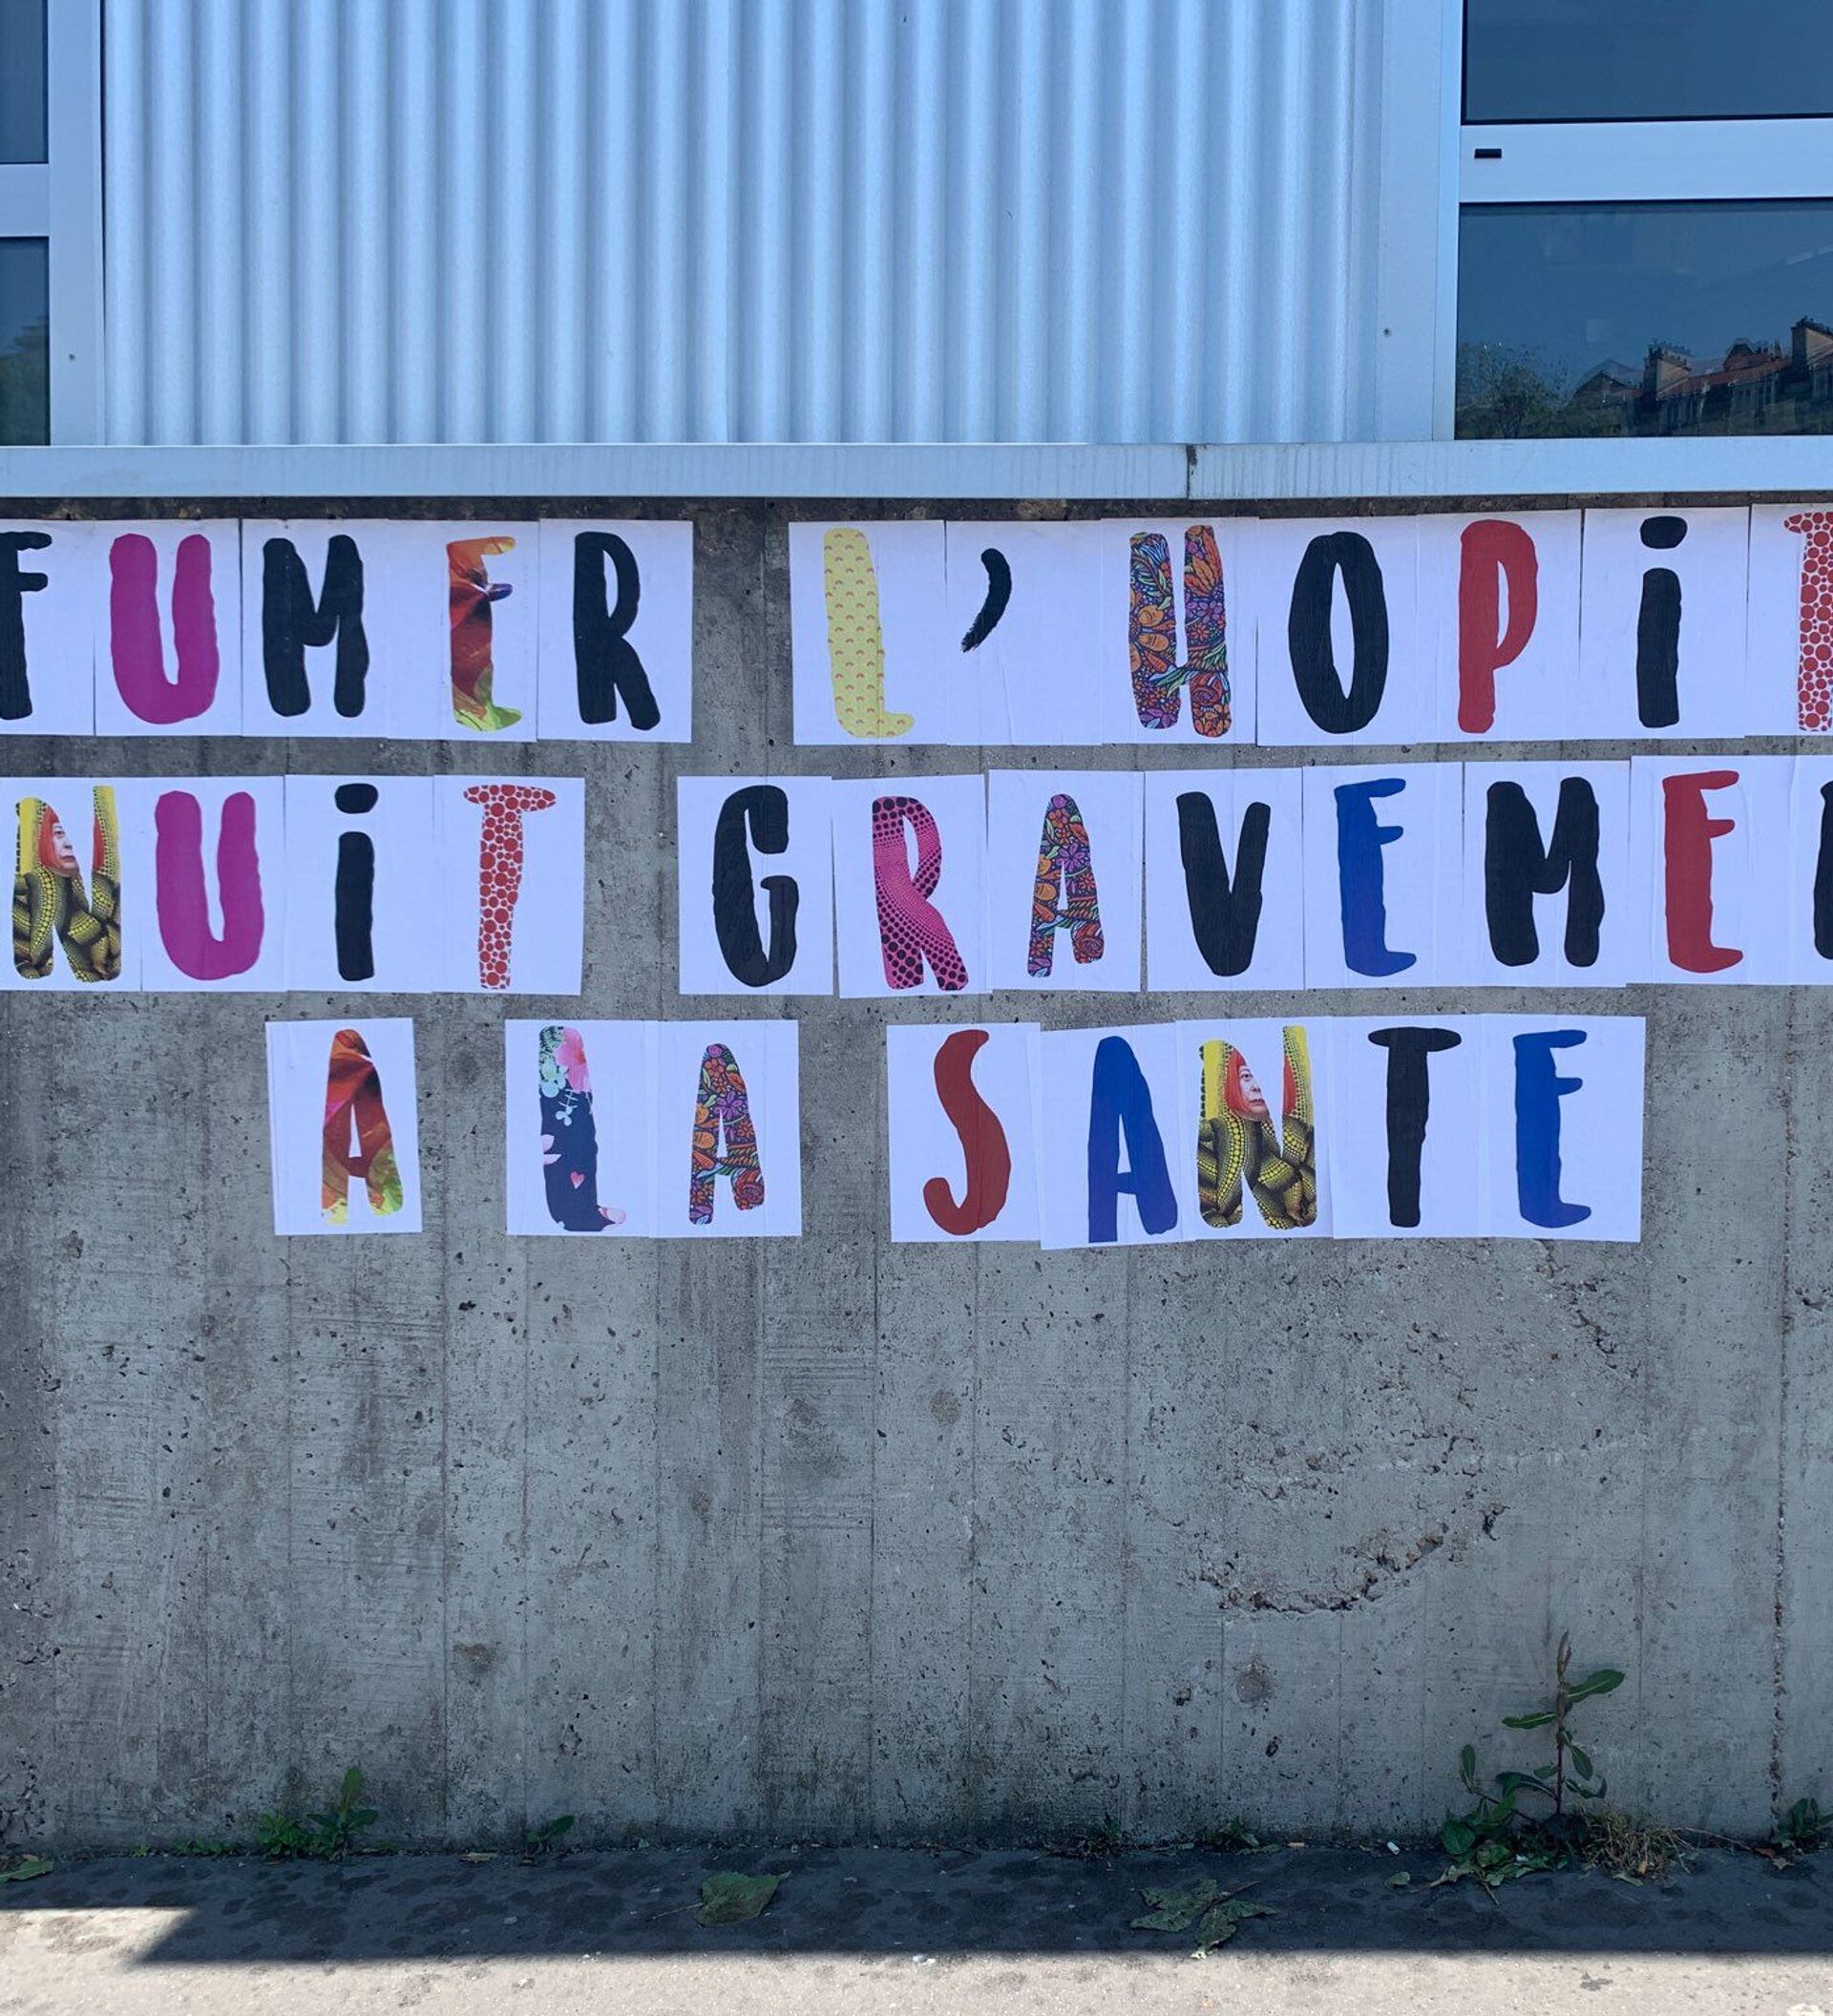 FUMER L'HOPiT
NUiT GRAVEME
A LA SANTE